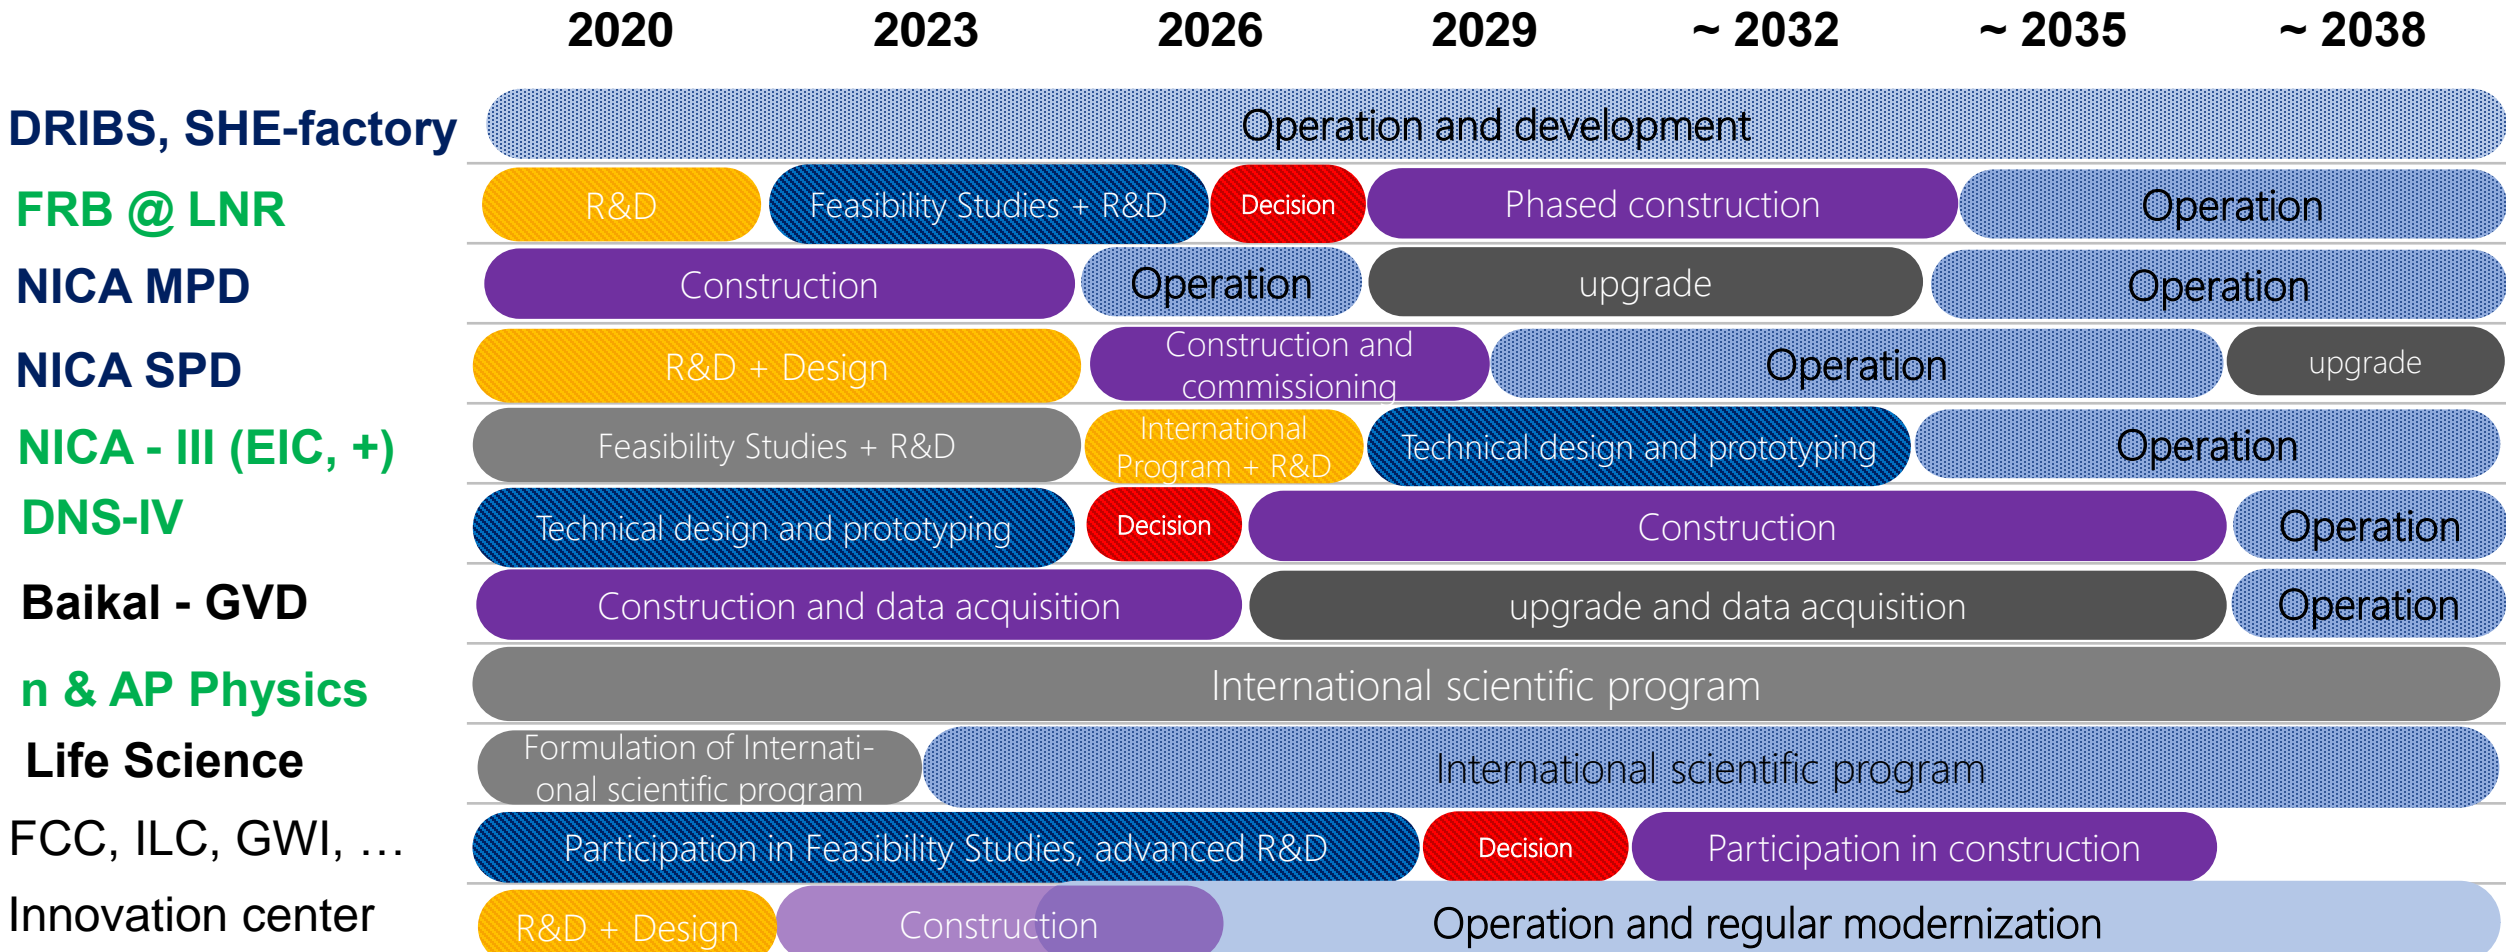 2020 2023 2026 2029 ~ 2032 ~ 2035 ~ 2038
DRIBS, SHE-factory Operation and development
FRB @ LNR R&D Feasibility Studies + R&D Decision Phased construction Operation
NICA MPD Construction Operation upgrade Operation
NICA SPD R&D + Design Construction and
commissioning Operation upgrade
NICA - III (EIC, +) Feasibility Studies + R&D International
Program + R&D Technical design and prototyping Operation
DNS-IV Technical design and prototyping Decision Construction Operation
Baikal - GVD Construction and data acquisition upgrade and data acquisition Operation
n & AP Physics International scientific program
Life Science Formulation of Internati-
onal scientific program International scientific program
FCC, ILC, GWI, … Participation in Feasibility Studies, advanced R&D Decision Participation in construction
Innovation center R&D + Design Construction Operation and regular modernization